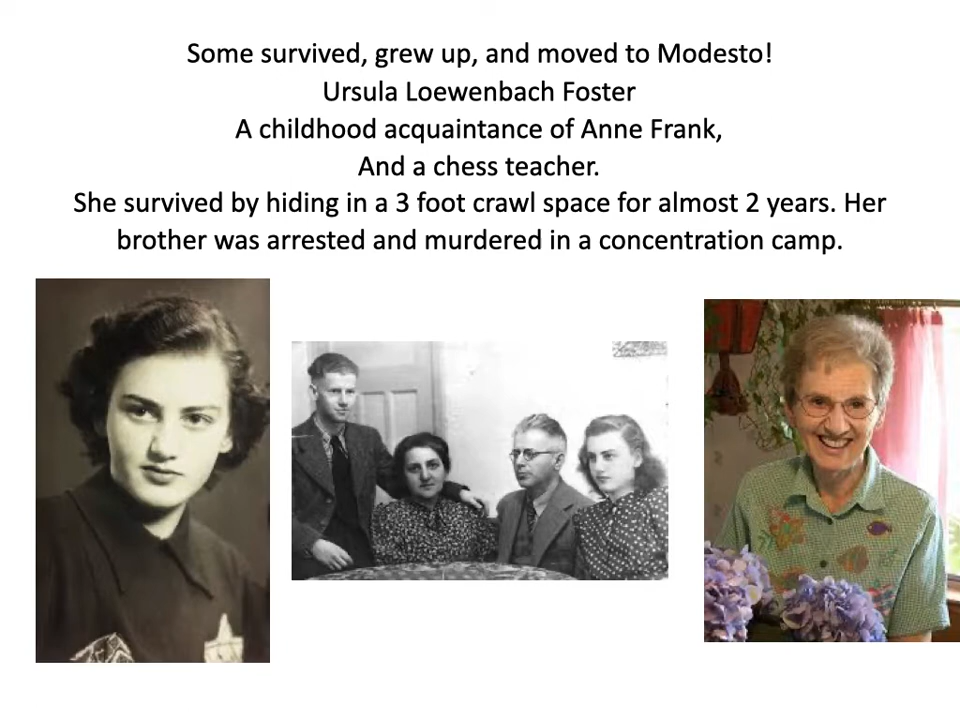 Some survived, grew up, and moved to Modesto!
Ursula Loewenbach Foster
A childhood acquaintance of Anne Frank,
And a chess teacher.
She survived by hiding in a 3 foot crawl space for almost 2 years. Her
brother was arrested and murdered in a concentration camp.